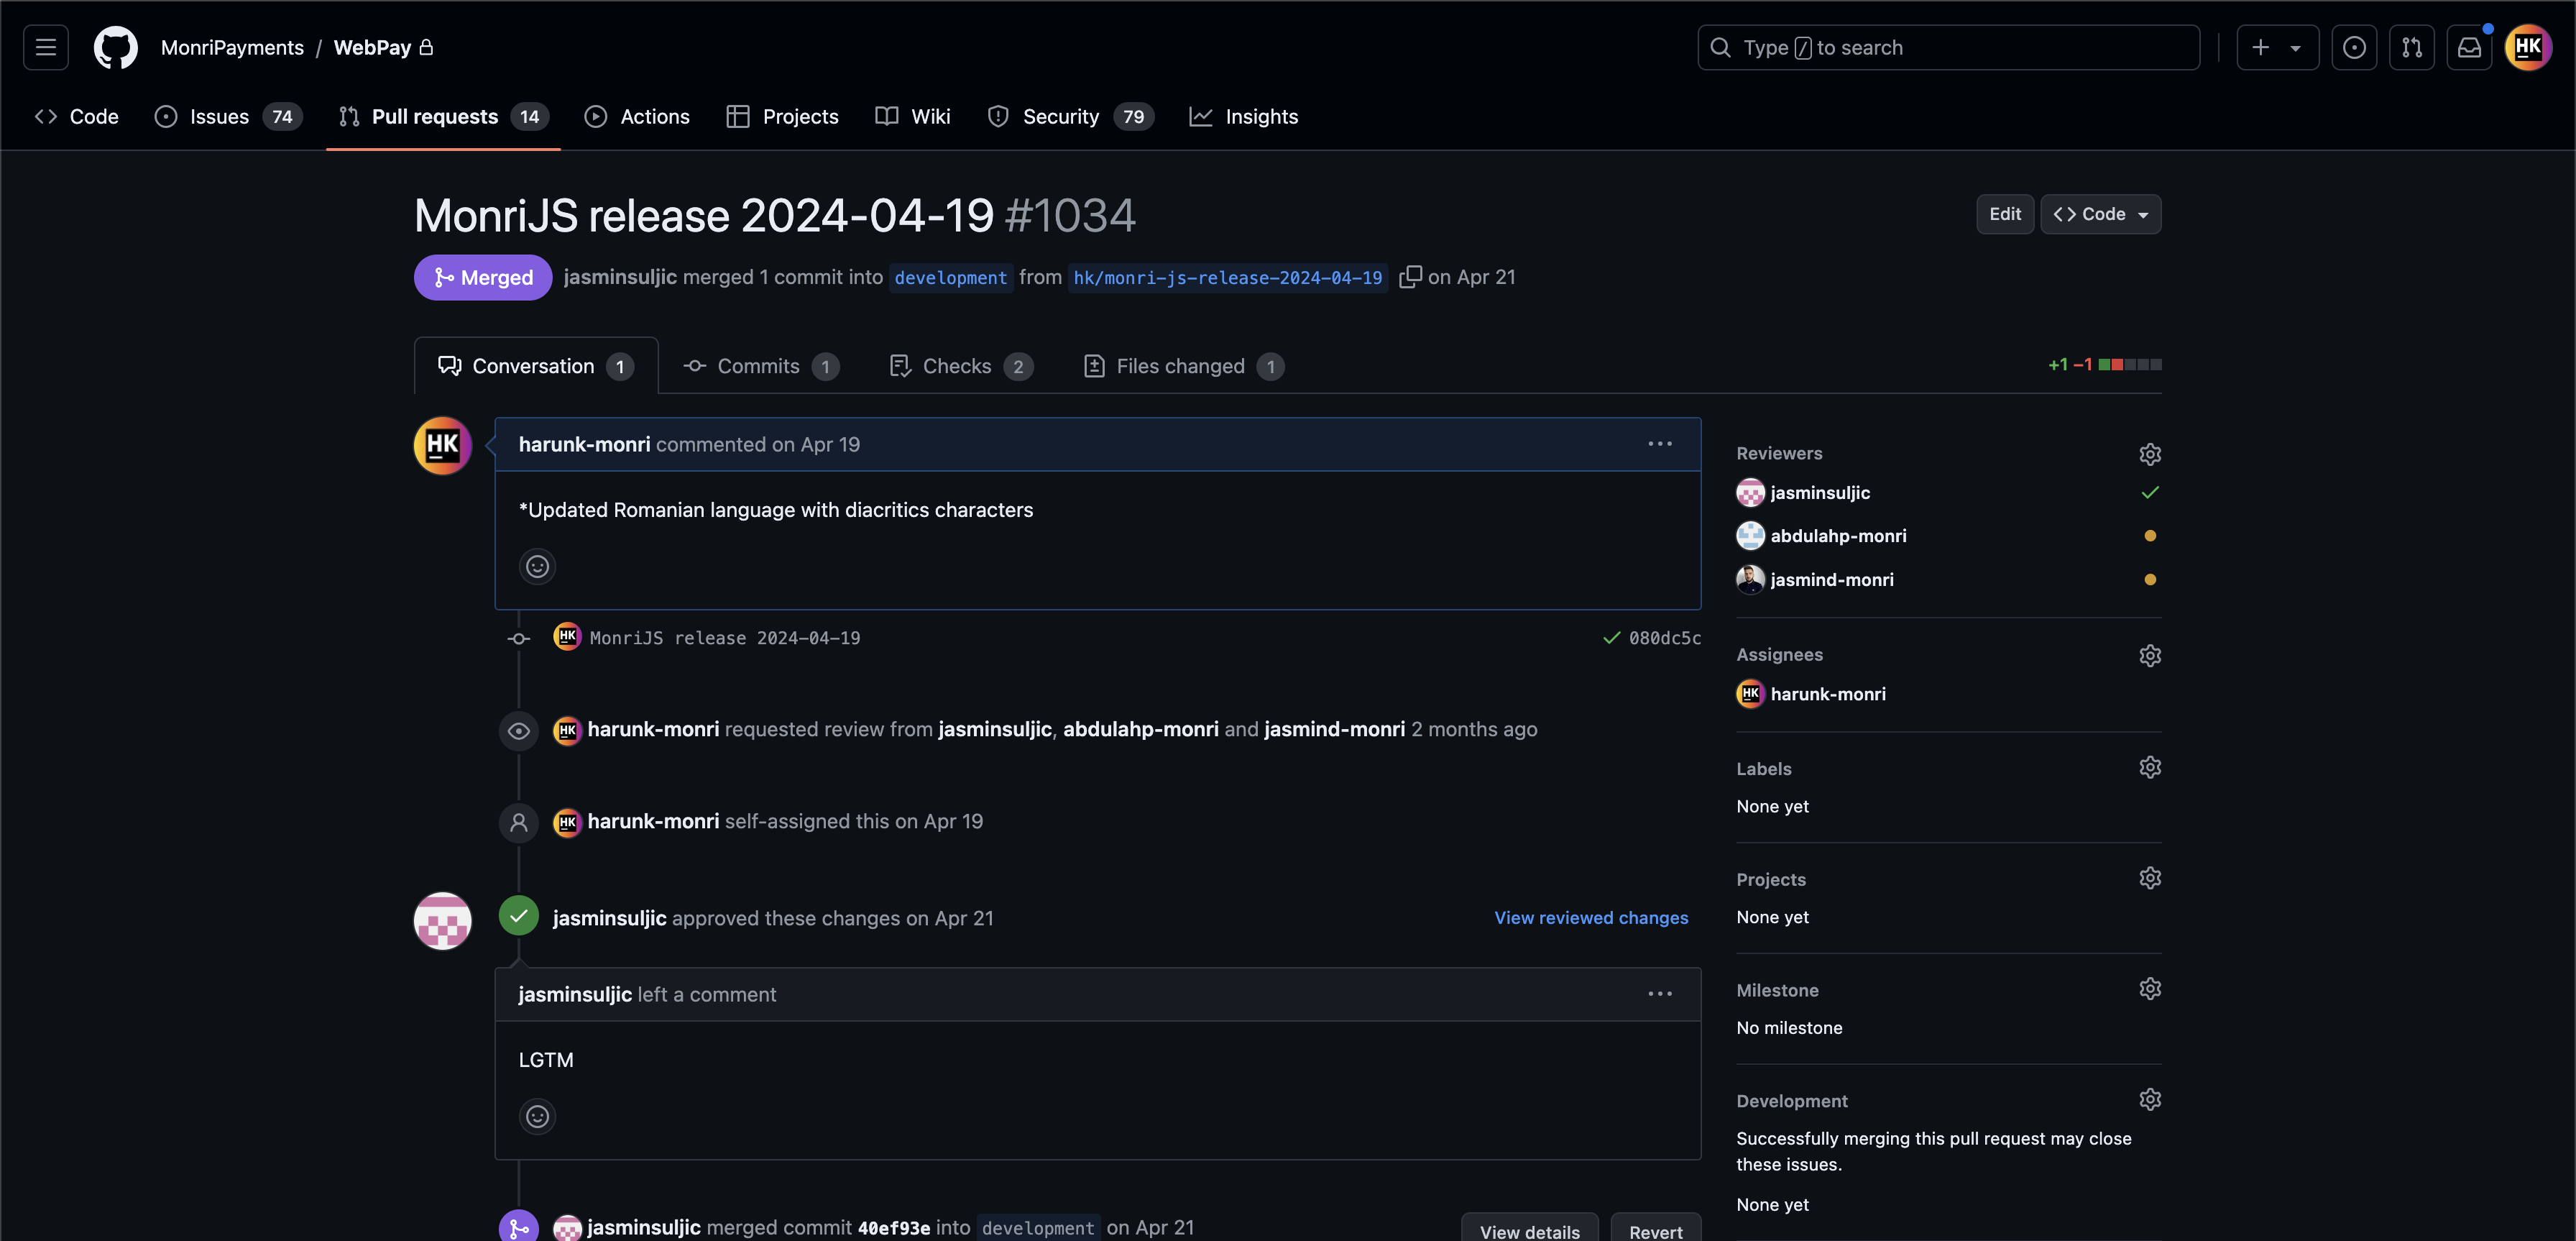 MonriPayments / WebPay
Type / to search
HK
Code
Issues 74
Pull requests 14
Actions
Projects
Wiki
Security 79
Insights
MonriJS release 2024-04-19 #1034
Edit
Code
Merged
jasminsuljic merged 1 commit into development from hk/monri-js-release-2024-04-19 on Apr 21
Conversation 1
Commits 1
Checks 2
Files changed 1
+1 −1
HK
harunk-monri commented on Apr 19
*Updated Romanian language with diacritics characters
HK MonriJS release 2024-04-19
080dc5c
HK harunk-monri requested review from jasminsuljic, abdulahp-monri and jasmind-monri 2 months ago
HK harunk-monri self-assigned this on Apr 19
jasminsuljic approved these changes on Apr 21
View reviewed changes
jasminsuljic left a comment
LGTM
jasminsuljic merged commit 40ef93e into development on Apr 21
View details
Revert
Reviewers
jasminsuljic
abdulahp-monri
jasmind-monri
Assignees
HK harunk-monri
Labels
None yet
Projects
None yet
Milestone
No milestone
Development
Successfully merging this pull request may close
these issues.
None yet